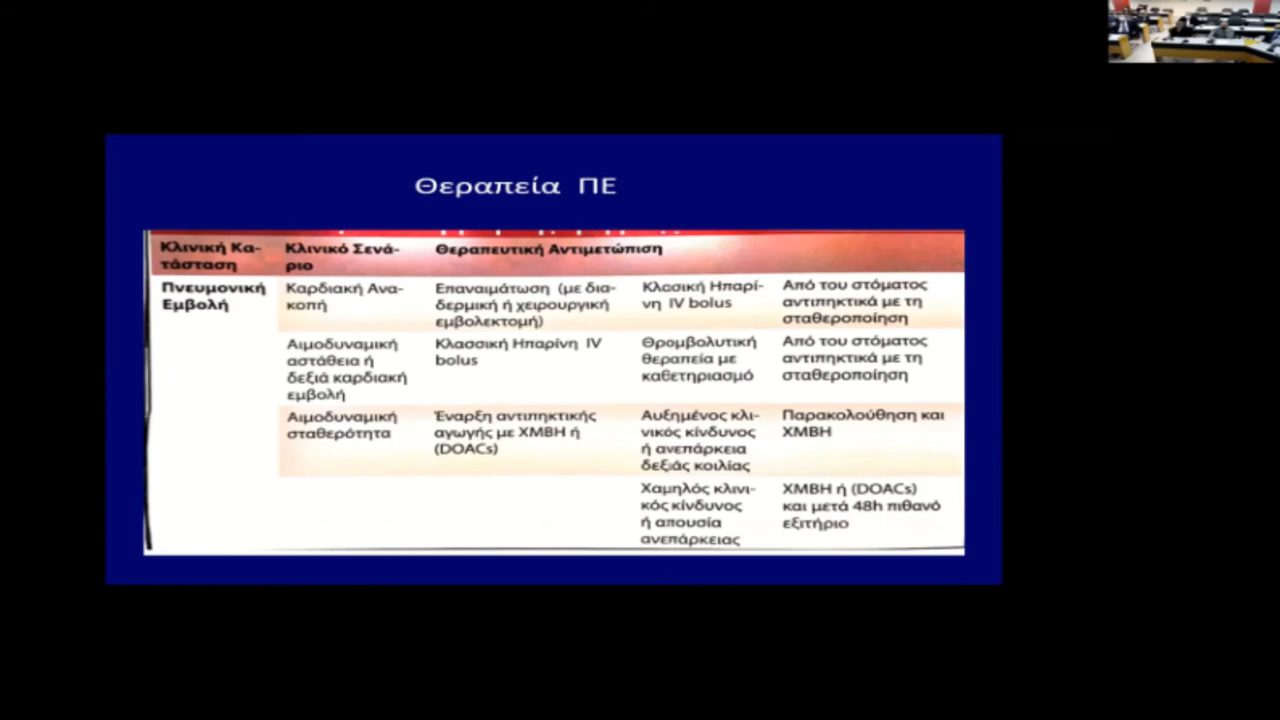 Θεραπεία ΠΕ
Κλινική Κα-
τάσταση
Κλινικό Σενά-
ριο
Θεραπευτική Αντιμετώπιση
Πνευμονική
Εμβολή
Καρδιακή Ανα-
κοπή
Επαναιμάτωση (με δια-
δερμική ή χειρουργική
εμβολεκτομή)
Κλασική Ηπαρί-
νη IV bolus
Από του στόματος
αντιπηκτικά με τη
σταθεροποίηση
Αιμοδυναμική
αστάθεια ή
δεξιά καρδιακή
εμβολή
Κλασσική Ηπαρίνη IV
bolus
Θρομβολυτική
θεραπεία με
καθετηριασμό
Από του στόματος
αντιπηκτικά με τη
σταθεροποίηση
Αιμοδυναμική
σταθερότητα
Έναρξη αντιπηκτικής
αγωγής με ΧΜΒΗ ή
(DOACs)
Αυξημένος κλι-
νικός κίνδυνος
ή ανεπάρκεια
δεξιάς κοιλίας
Παρακολούθηση και
ΧΜΒΗ
Χαμηλός κλινι-
κός κίνδυνος
ή απουσία
ανεπάρκειας
ΧΜΒΗ ή (DOACs)
και μετά 48h πιθανό
εξιτήριο